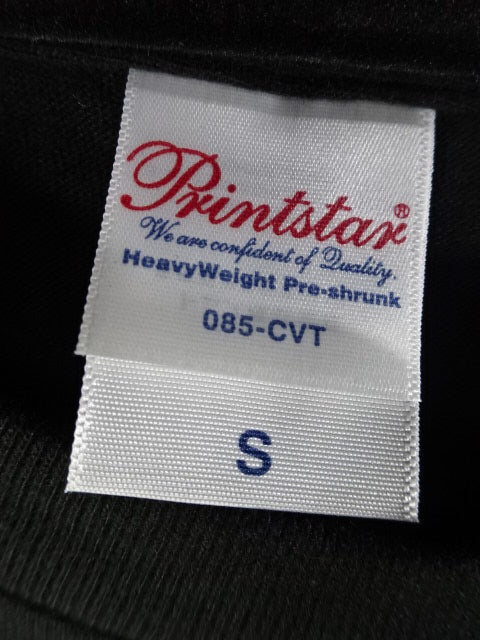 Printstar®
We are confident of Quality.
HeavyWeight Pre-shrunk
085-CVT
S